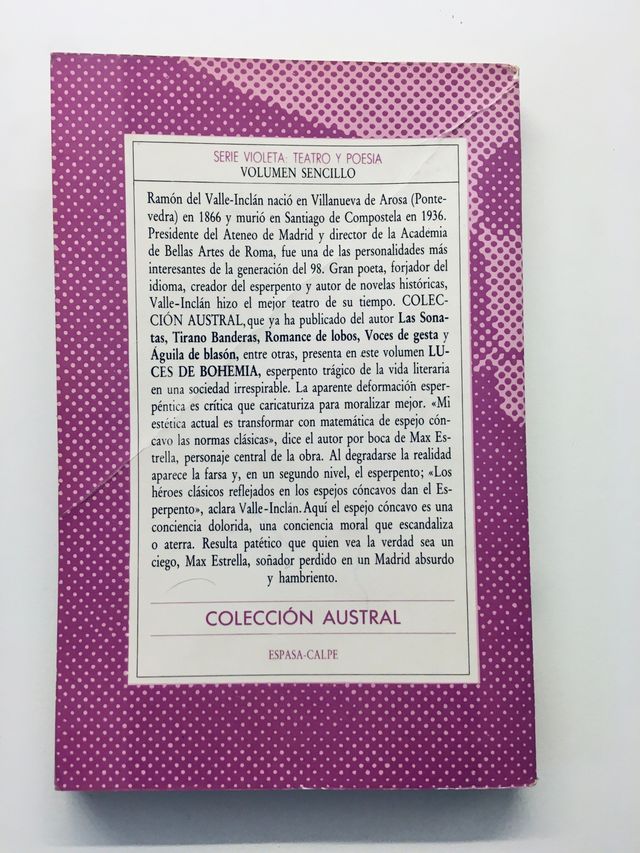 SERIE VIOLETA: TEATRO Y POESIA
VOLUMEN SENCILLO
Ramón del Valle-Inclán nació en Villanueva de Arosa (Ponte-
vedra) en 1866 y murió en Santiago de Compostela en 1936.
Presidente del Ateneo de Madrid y director de la Academia
de Bellas Artes de Roma, fue una de las personalidades más
interesantes de la generación del 98. Gran poeta, forjador del
idioma, creador del esperpento y autor de novelas históricas,
Valle-Inclán hizo el mejor teatro de su tiempo. COLEC-
CIÓN AUSTRAL, que ya ha publicado del autor Las Sona-
tas, Tirano Banderas, Romance de lobos, Voces de gesta y
Águila de blasón, entre otras, presenta en este volumen LU-
CES DE BOHEMIA, esperpento trágico de la vida literaria
en una sociedad irrespirable. La aparente deformación esper-
péntica es crítica que caricaturiza para moralizar mejor. «Mi
estética actual es transformar con matemática de espejo cón-
cavo las normas clásicas», dice el autor por boca de Max Es-
trella, personaje central de la obra. Al degradarse la realidad
aparece la farsa y, en un segundo nivel, el esperpento; «Los
héroes clásicos reflejados en los espejos cóncavos dan el Es-
perpento», aclara Valle-Inclán. Aquí el espejo cóncavo es una
conciencia dolorida, una conciencia moral que escandaliza
o aterra. Resulta patético que quien vea la verdad sea un
ciego, Max Estrella, soñador perdido en un Madrid absurdo
y hambriento.
COLECCIÓN AUSTRAL
ESPASA-CALPE